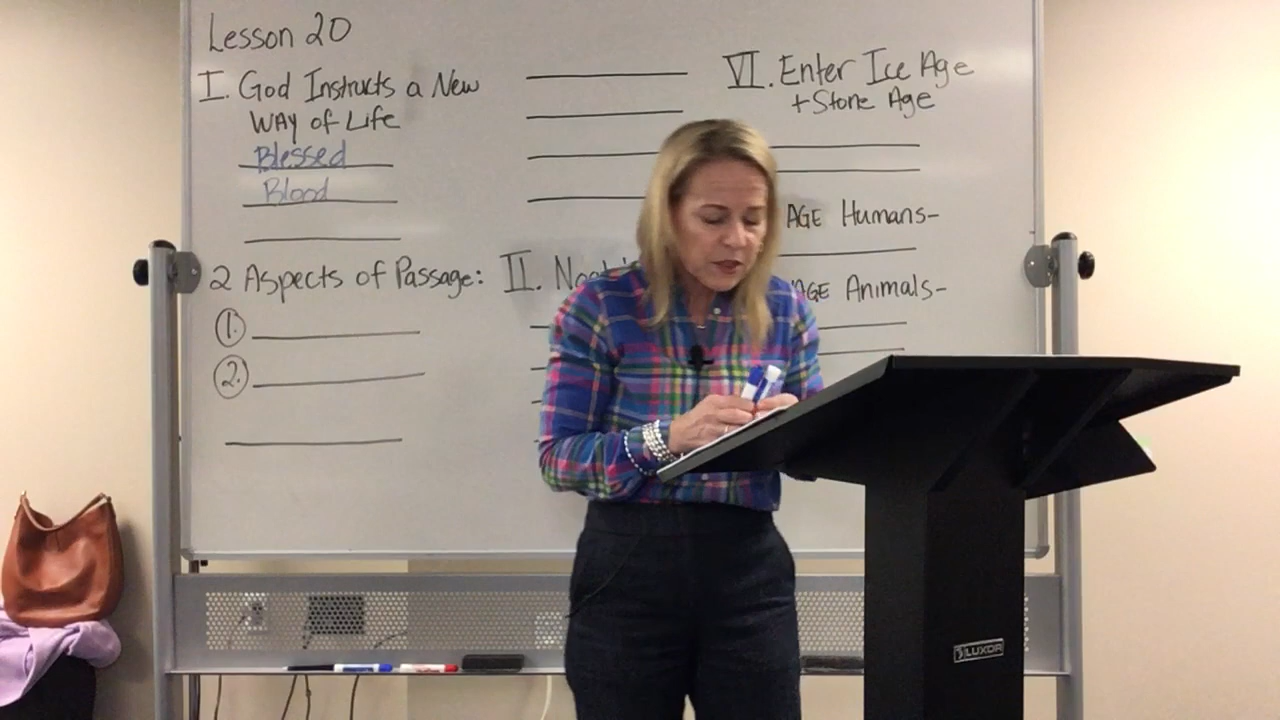 Lesson 20
I. God Instructs a New
WAY of Life
Blessed
Blood
2 Aspects of Passage:
1.
2.
II.
VI. Enter Ice Age
+ Stone Age
AGE Humans-
AGE Animals-
LUXOR